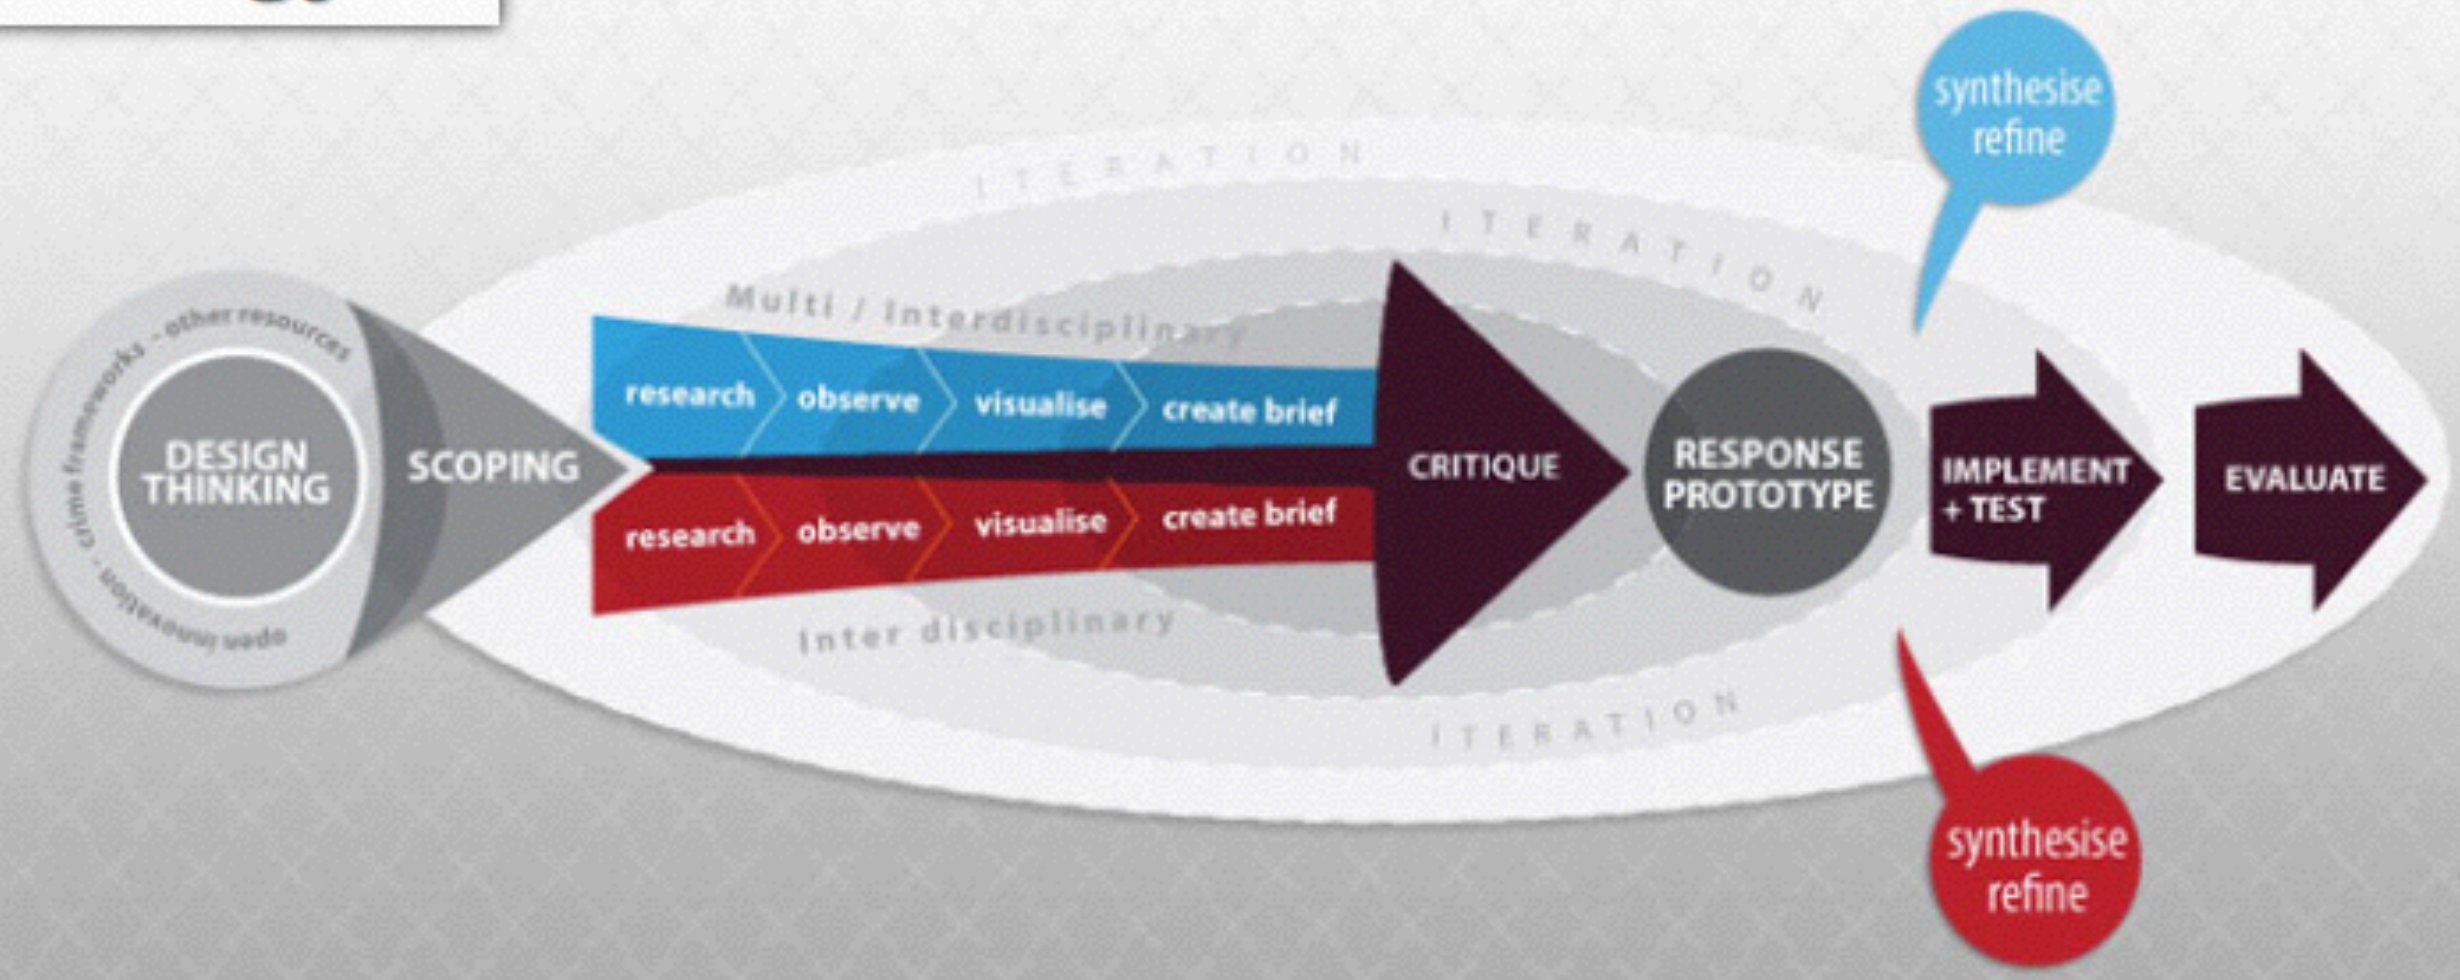 ITERATION
ITERATION
Multi / Interdisciplinary
open innovation - crime frameworks - other resources
DESIGN
THINKING
SCOPING
research
observe
visualise
create brief
research
observe
visualise
create brief
Inter disciplinary
CRITIQUE
RESPONSE
PROTOTYPE
synthesise
refine
IMPLEMENT
+ TEST
EVALUATE
ITERATION
synthesise
refine